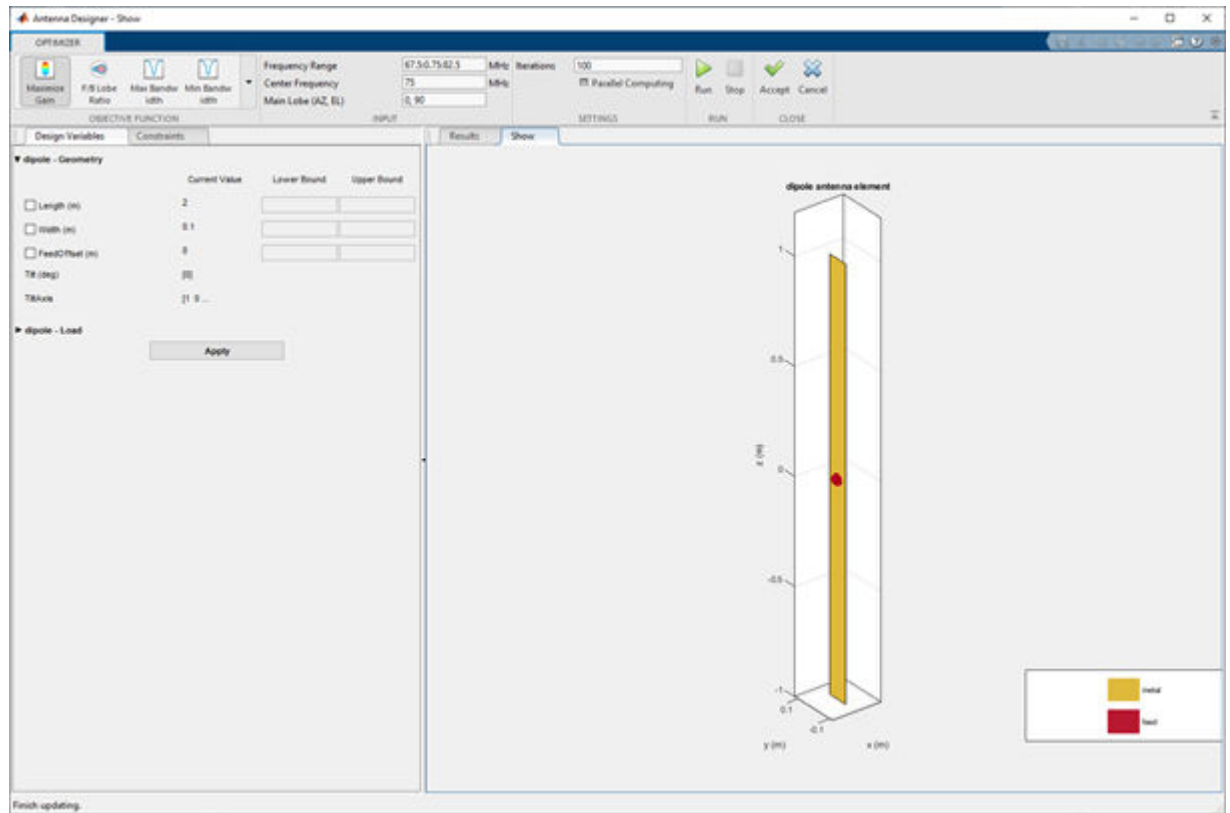 Antenna Designer - Show
OPTIMIZER
Maximize Gain
F/B Lobe Ratio
Max Bandwidth
Min Bandwidth
Frequency Range 67.5:0.75:82.5 MHz
Center Frequency 75 MHz
Main Lobe (AZ, EL) 0, 90
Iterations 100
Parallel Computing
Run
Stop
Accept
Cancel
OBJECTIVE FUNCTION
INPUT
SETTINGS
RUN
CLOSE
Design Variables
Constraints
Results
Show
dipole - Geometry
Current Value Lower Bound Upper Bound
Length (m) 2
Width (m) 0.1
FeedOffset (m) 0
Tilt (deg) [0]
TiltAxis [1 0 ...
dipole - Load
Apply
dipole antenna element
1
0.5
0
-0.5
-1
z (m)
0.1
-0.1
y (m)
x (m)
metal
feed
Finish updating.